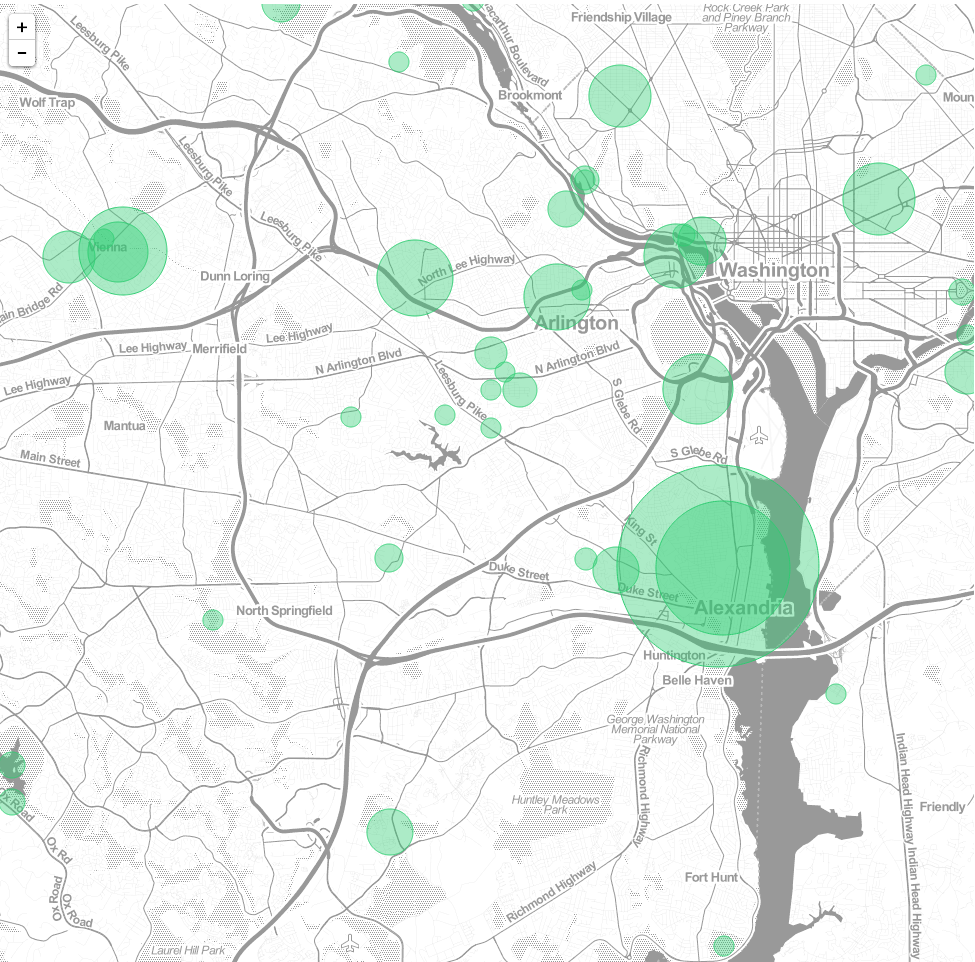 +
−
Leesburg Pike
Macarthur Boulevard
Friendship Village
Rock Creek Park
and Piney Branch
Parkway
Wolf Trap
Brookmont
Leesburg Pike
Leesburg Pike
Vienna
Dunn Loring
North Lee Highway
Washington
Arlington
Lee Highway
Merrifield
Lee Highway
N Arlington Blvd
N Arlington Blvd
Lee Highway
Leesburg Pike
S Glebe Rd
Mantua
Main Street
S Glebe Rd
King St
Duke Street
Duke Street
Alexandria
North Springfield
Huntington
Belle Haven
George Washington
Memorial National
Parkway
Richmond Highway
Indian Head Highway
Indian Head Highway
Huntley Meadows
Park
Friendly
Ox Road
Ox Rd
Ox Road
Ox Road
Richmond Highway
Fort Hunt
Laurel Hill Park